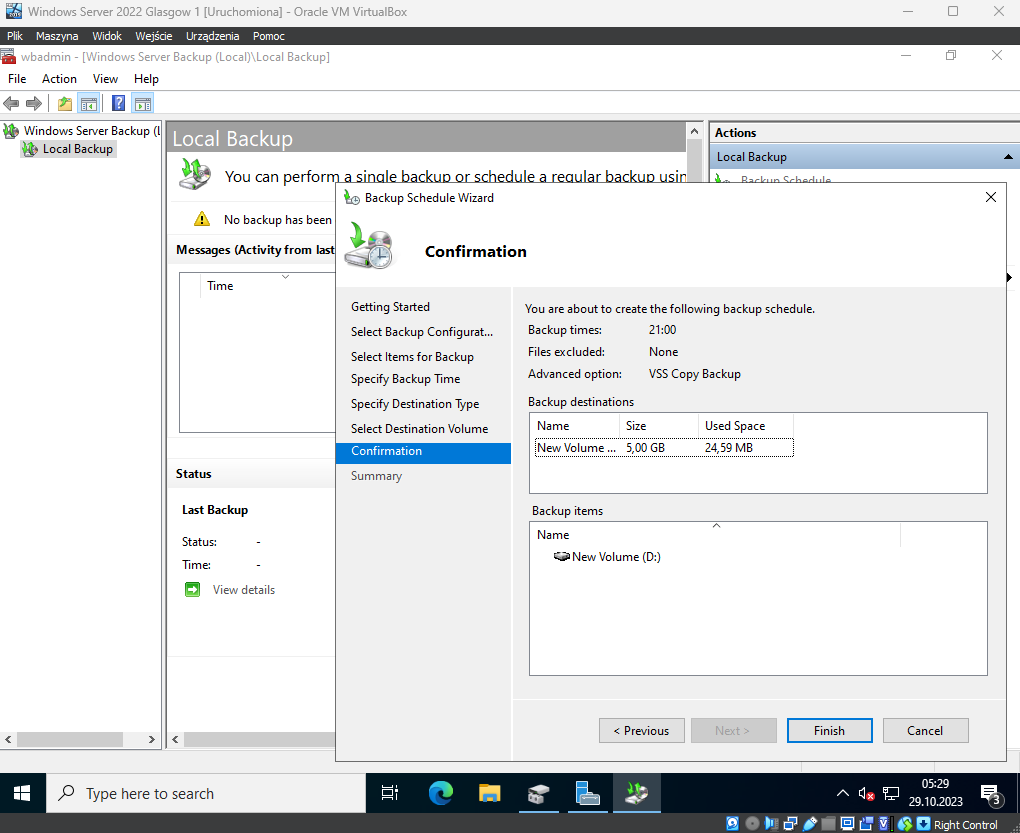 Windows Server 2022 Glasgow 1 [Uruchomiona] - Oracle VM VirtualBox
Plik Maszyna Widok Wejście Urządzenia Pomoc
wbadmin - [Windows Server Backup (Local)\Local Backup]
File Action View Help
Windows Server Backup (L
Local Backup
Local Backup
You can perform a single backup or schedule a regular backup usin
No backup has been
Messages (Activity from last
Time
Status
Last Backup
Status: -
Time: -
View details
Actions
Local Backup
Backup Schedule
Backup Schedule Wizard
Confirmation
Getting Started
Select Backup Configurat...
Select Items for Backup
Specify Backup Time
Specify Destination Type
Select Destination Volume
Confirmation
Summary
You are about to create the following backup schedule.
Backup times: 21:00
Files excluded: None
Advanced option: VSS Copy Backup
Backup destinations
Name Size Used Space
New Volume ... 5,00 GB 24,59 MB
Backup items
Name
New Volume (D:)
< Previous Next > Finish Cancel
Type here to search
05:29
29.10.2023
3
Right Control